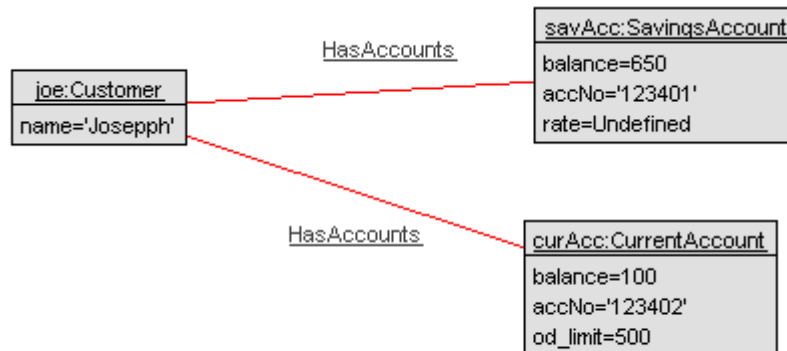 savAcc:SavingsAccount
HasAccounts
balance=650
joe:Customer
accNo='123401'
name='Josepph'
rate=Undefined
HasAccounts
curAcc:CurrentAccount
balance=100
accNo='123402'
od_limit=500